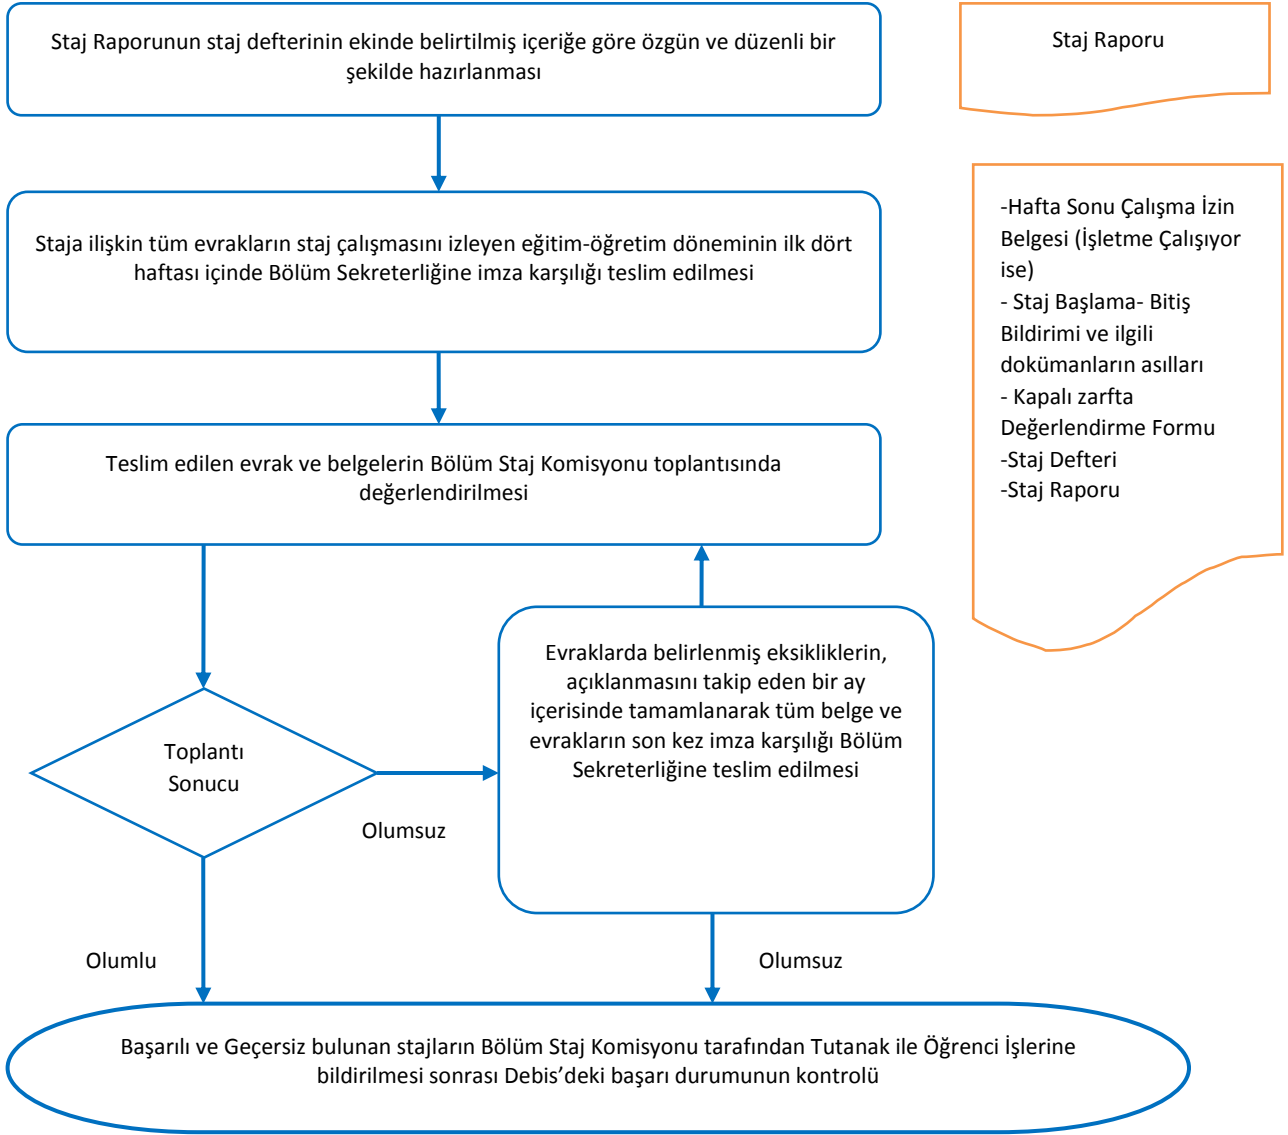 Staj Raporunun staj defterinin ekinde belirtilmiş içeriğe göre özgün ve düzenli bir
şekilde hazırlanması
Staj Raporu
Staja ilişkin tüm evrakların staj çalışmasını izleyen eğitim-öğretim döneminin ilk dört
haftası içinde Bölüm Sekreterliğine imza karşılığı teslim edilmesi
-Hafta Sonu Çalışma İzin
Belgesi (İşletme Çalışıyor
ise)
- Staj Başlama- Bitiş
Bildirimi ve ilgili
dokümanların asılları
- Kapalı zarfta
Değerlendirme Formu
-Staj Defteri
-Staj Raporu
Teslim edilen evrak ve belgelerin Bölüm Staj Komisyonu toplantısında
değerlendirilmesi
Evraklarda belirlenmiş eksikliklerin,
açıklanmasını takip eden bir ay
içerisinde tamamlanarak tüm belge ve
evrakların son kez imza karşılığı Bölüm
Sekreterliğine teslim edilmesi
Toplantı
Sonucu
Olumsuz
Olumlu
Olumsuz
Başarılı ve Geçersiz bulunan stajların Bölüm Staj Komisyonu tarafından Tutanak ile Öğrenci İşlerine
bildirilmesi sonrası Debis’deki başarı durumunun kontrolü